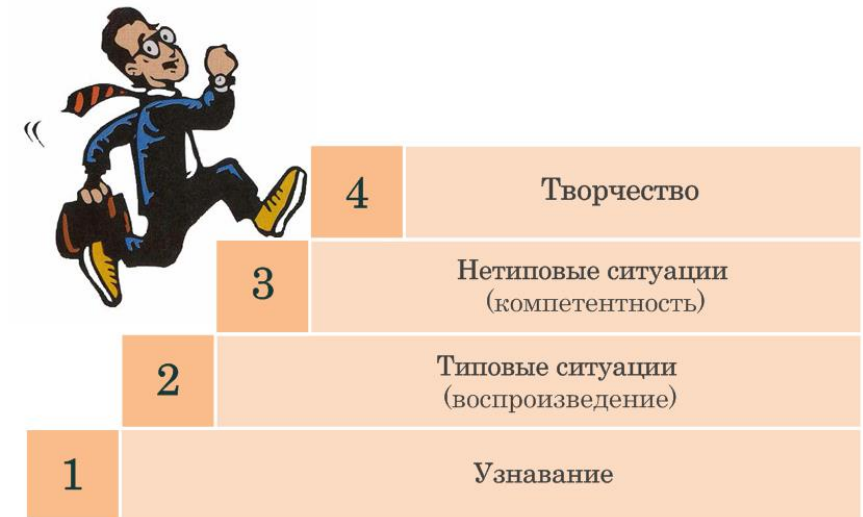 4 Творчество
3 Нетиповые ситуации
(компетентность)
2 Типовые ситуации
(воспроизведение)
1 Узнавание